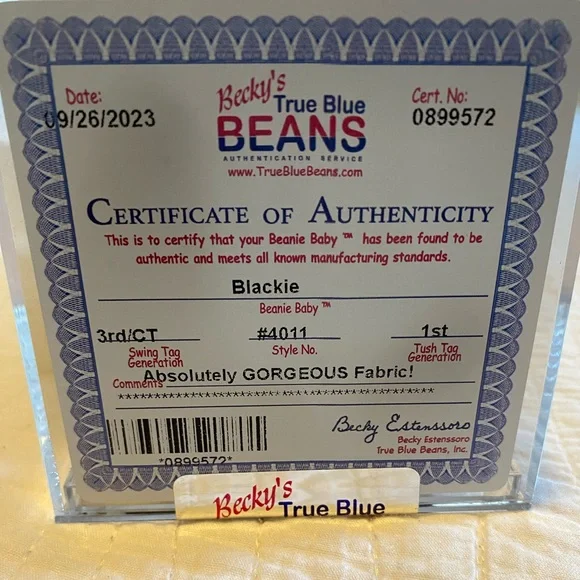 Date:
09/26/2023
Becky's
True Blue
BEANS
AUTHENTICATION SERVICE
www.TrueBlueBeans.com
Cert. No:
0899572
CERTIFICATE OF AUTHENTICITY
This is to certify that your Beanie Baby ™ has been found to be
authentic and meets all known manufacturing standards.
Blackie
Beanie Baby ™
3rd/CT #4011 1st
Swing Tag Generation
Style No.
Tush Tag Generation
Comments Absolutely GORGEOUS Fabric!
****************************************
*0899572*
Becky Estenssoro
Becky Estenssoro
True Blue Beans, Inc.
Becky's
True Blue